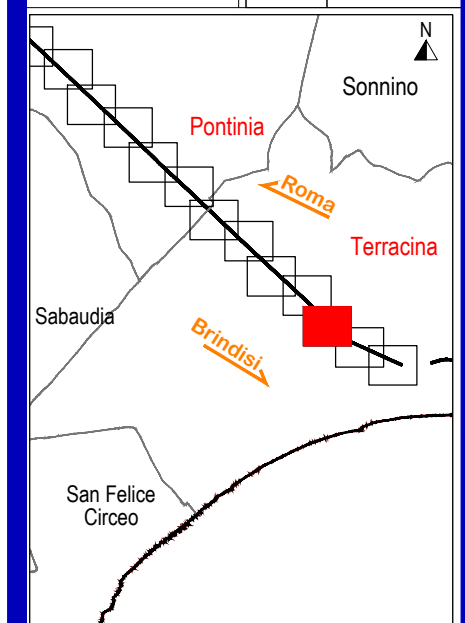 N
Sonnino
Pontinia
Roma
Terracina
Sabaudia
Brindisi
San Felice
Circeo